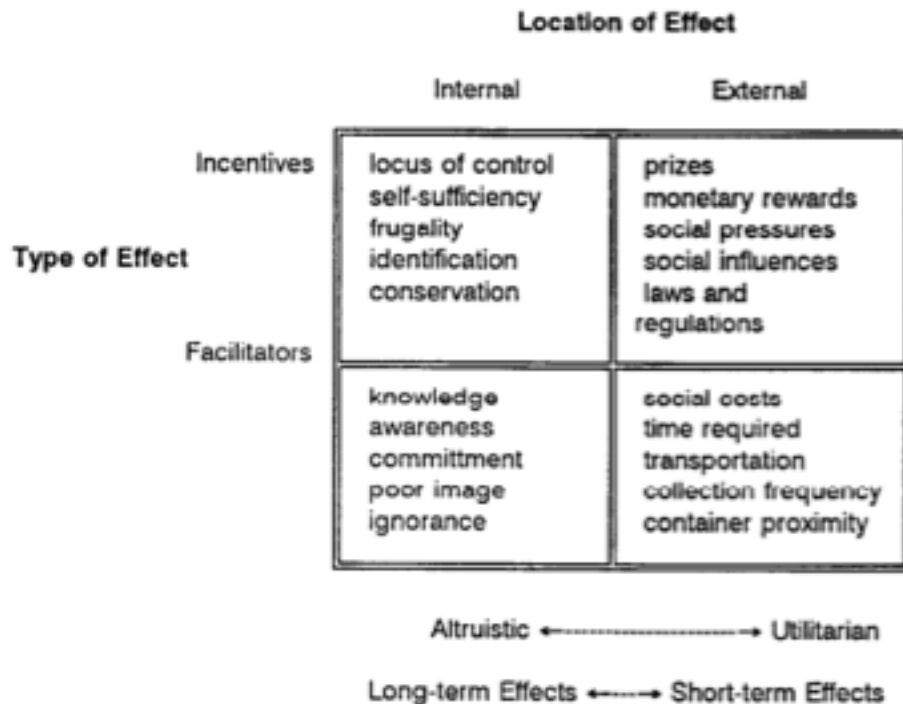 Location of Effect
Internal External
Incentives
locus of control
self-sufficiency
frugality
identification
conservation
prizes
monetary rewards
social pressures
social influences
laws and
regulations
Type of Effect
Facilitators
knowledge
awareness
committment
poor image
ignorance
social costs
time required
transportation
collection frequency
container proximity
Altruistic Utilitarian
Long-term Effects Short-term Effects